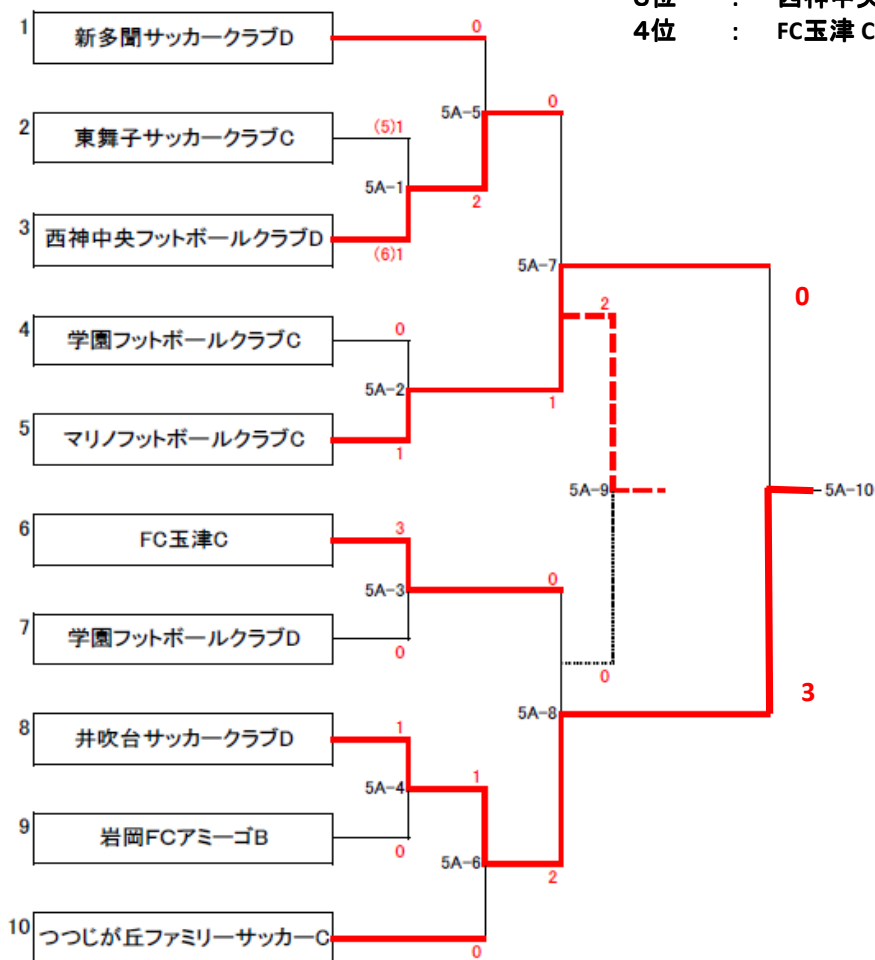 3位 : 西神中央
4位 : FC玉津 C
1 新多聞サッカークラブD
0
5A-5
0
2 東舞子サッカークラブC
(5)1
5A-1
2
3 西神中央フットボールクラブD
(6)1
5A-7
0
2
4 学園フットボールクラブC
0
5A-2
1
5 マリノフットボールクラブC
1
5A-9
5A-10
6 FC玉津C
3
5A-3
0
7 学園フットボールクラブD
0
0
3
5A-8
8 井吹台サッカークラブD
1
5A-4
1
9 岩岡FCアミーゴB
0
5A-6
2
10 つつじが丘ファミリーサッカーC
0